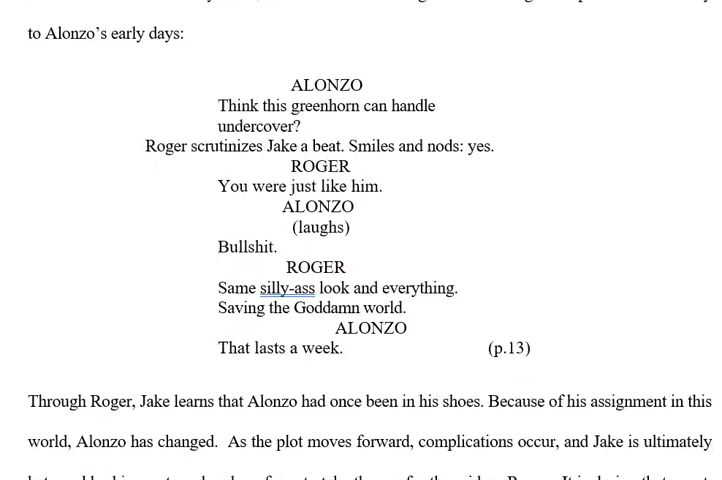 to Alonzo’s early days:
ALONZO
Think this greenhorn can handle
undercover?
Roger scrutinizes Jake a beat. Smiles and nods: yes.
ROGER
You were just like him.
ALONZO
(laughs)
Bullshit.
ROGER
Same silly-ass look and everything.
Saving the Goddamn world.
ALONZO
That lasts a week. (p.13)
Through Roger, Jake learns that Alonzo had once been in his shoes. Because of his assignment in this
world, Alonzo has changed.  As the plot moves forward, complications occur, and Jake is ultimately